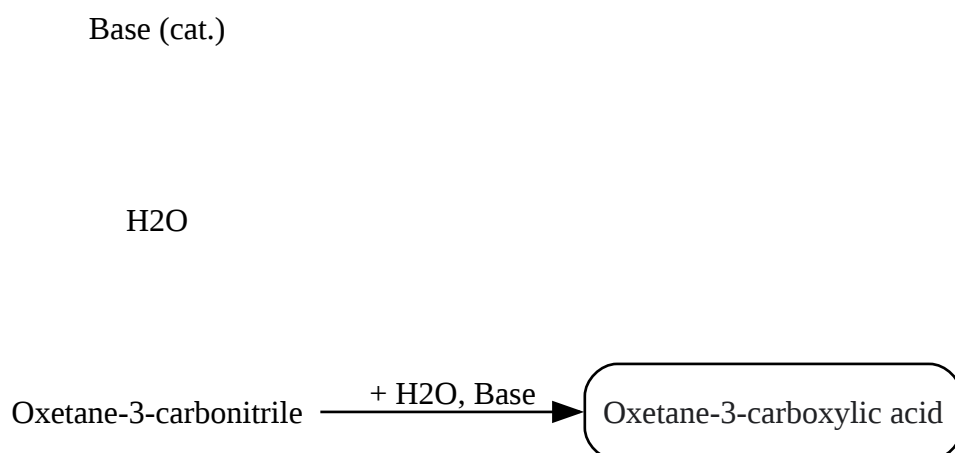 Base (cat.)
H2O
+ H2O, Base
Oxetane-3-carbonitrile
Oxetane-3-carboxylic acid